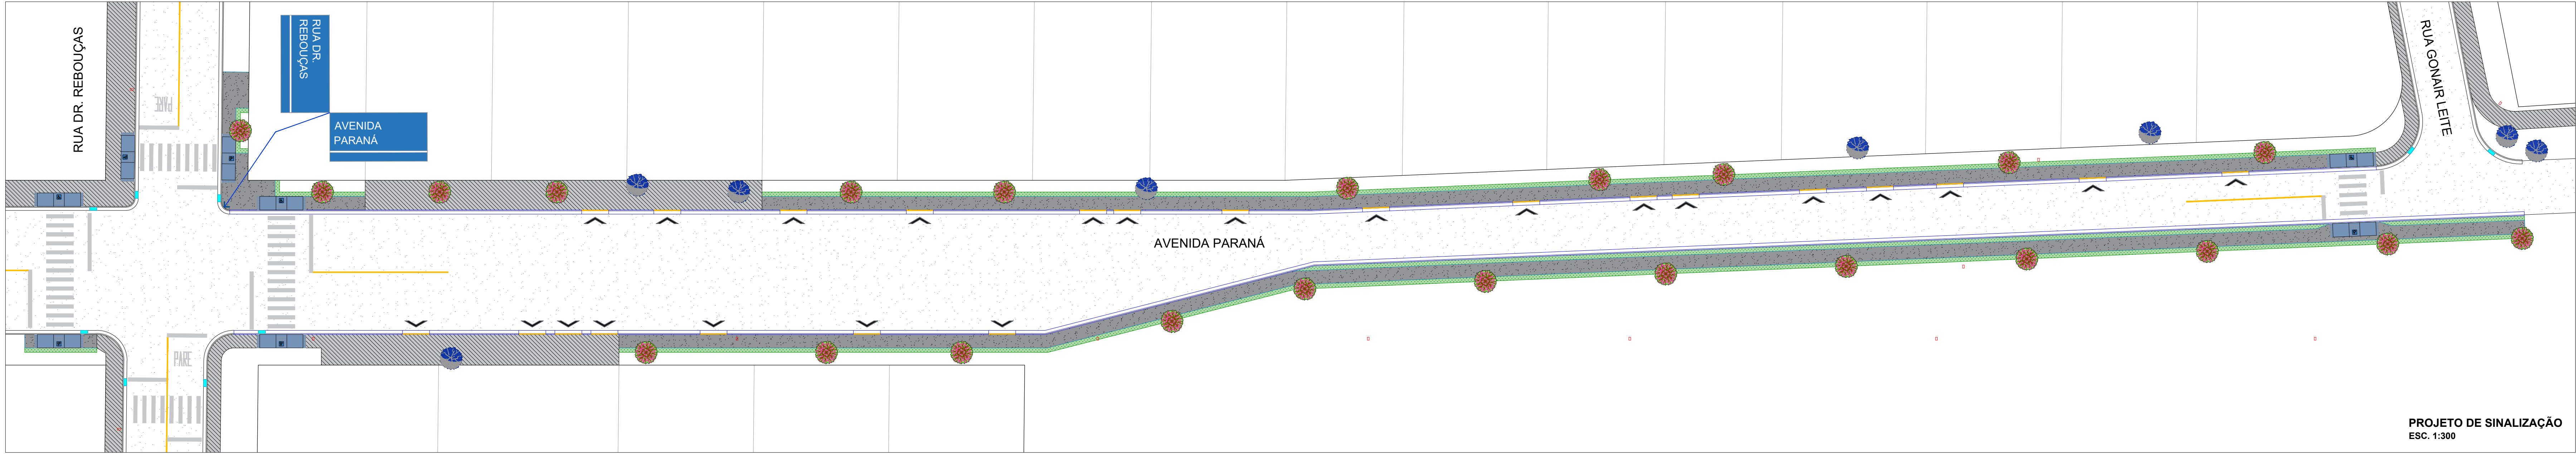 RUA DR. REBOUÇAS
PARE
RUA DR.
REBOUÇAS
AVENIDA
PARANÁ
AVENIDA PARANÁ
RUA GONAIR LEITE
PARE
PROJETO DE SINALIZAÇÃO
ESC. 1:300